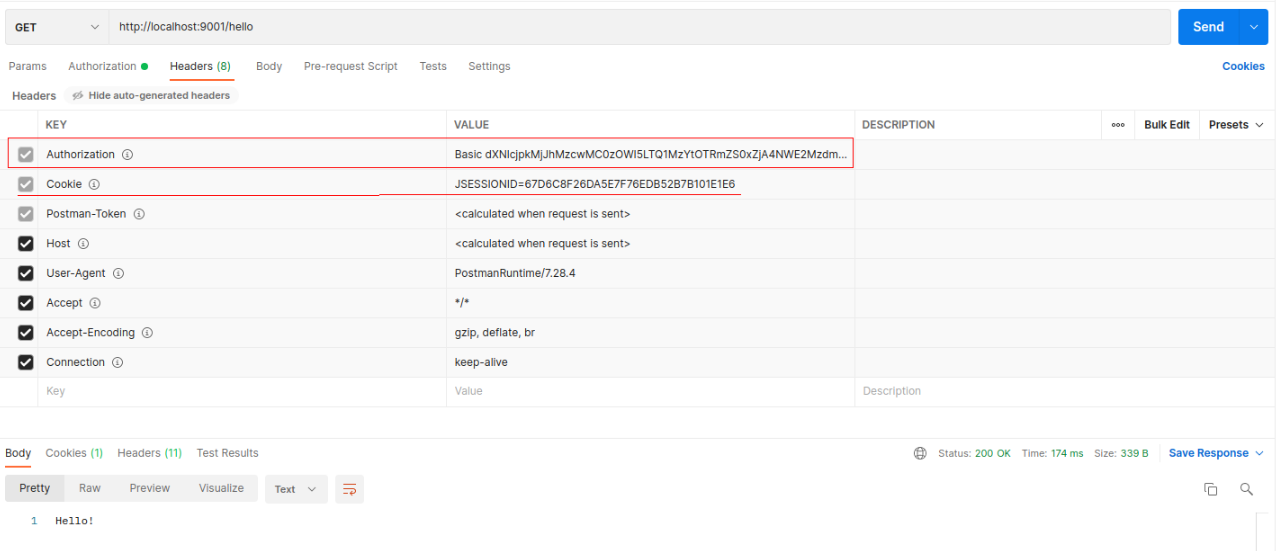 GET http://localhost:9001/hello Send
Params Authorization Headers (8) Body Pre-request Script Tests Settings Cookies
Headers Hide auto-generated headers
KEY VALUE DESCRIPTION Bulk Edit Presets
Authorization Basic dXNlcjpkMjJhMzcwMC0zOWI5LTQ1MzYtOTRmZS0xZjA4NWE2Mzdm...
Cookie JSESSIONID=67D6C8F26DA5E7F76EDB52B7B101E1E6
Postman-Token <calculated when request is sent>
Host <calculated when request is sent>
User-Agent PostmanRuntime/7.28.4
Accept */*
Accept-Encoding gzip, deflate, br
Connection keep-alive
Key Value Description
Body Cookies (1) Headers (11) Test Results Status: 200 OK Time: 174 ms Size: 339 B Save Response
Pretty Raw Preview Visualize Text
1 Hello!